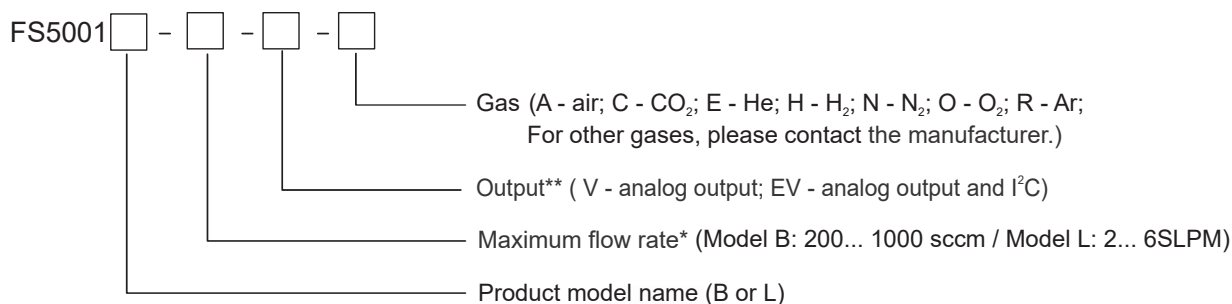 FS5001 - - -
Gas (A - air; C - CO₂; E - He; H - H₂; N - N₂; O - O₂; R - Ar;
For other gases, please contact the manufacturer.)
Output** ( V - analog output; EV - analog output and I²C)
Maximum flow rate* (Model B: 200... 1000 sccm / Model L: 2... 6SLPM)
Product model name (B or L)